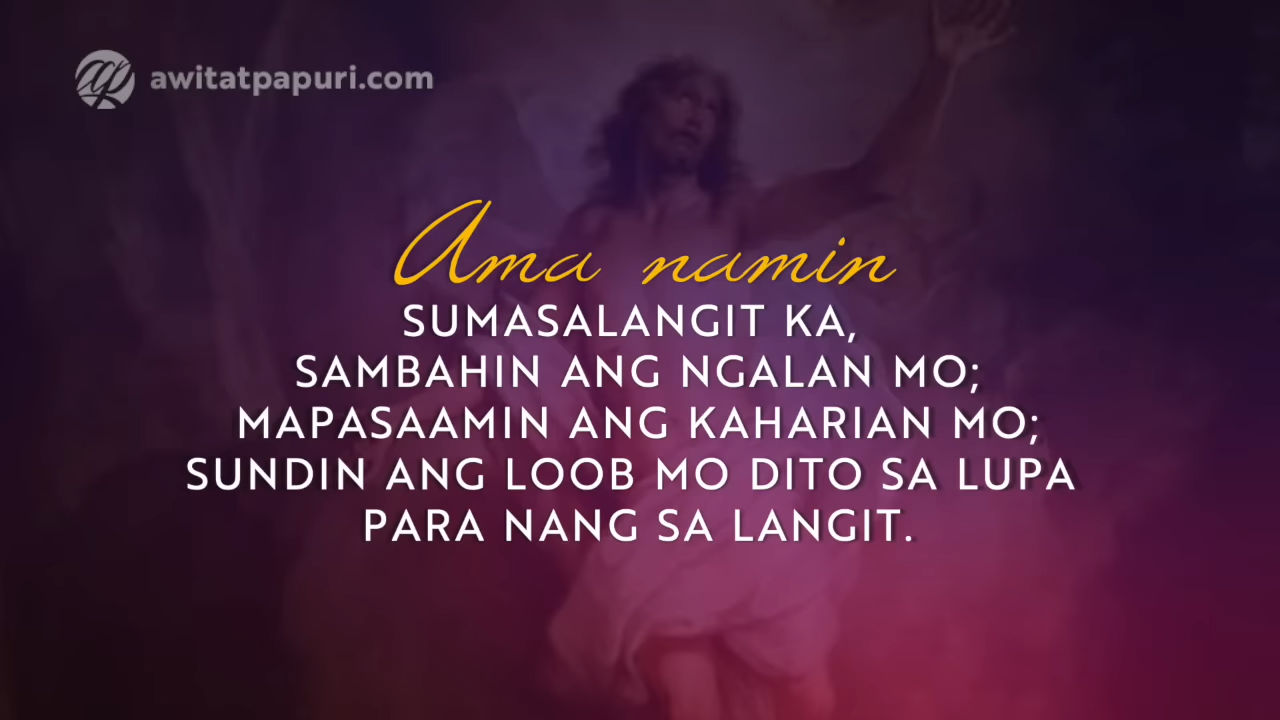 awitatpapuri.com
Ama namin
SUMASALANGIT KA,
SAMBAHIN ANG NGALAN MO;
MAPASAAMIN ANG KAHARIAN MO;
SUNDIN ANG LOOB MO DITO SA LUPA
PARA NANG SA LANGIT.